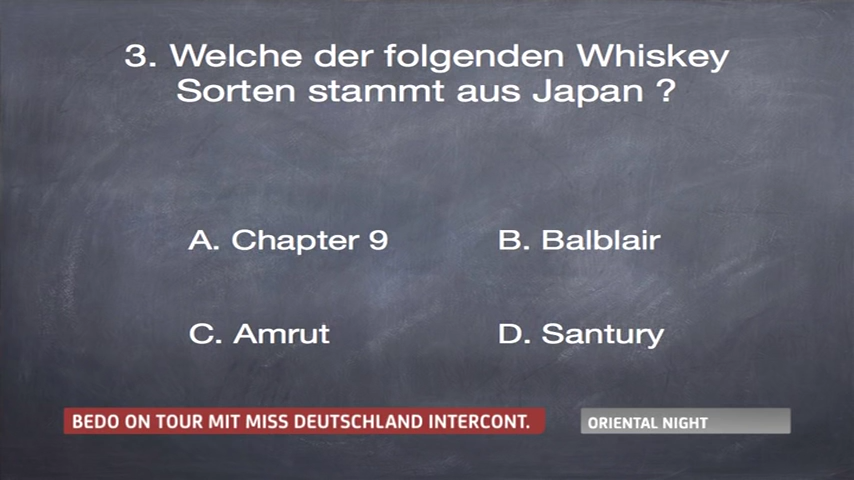 3. Welche der folgenden Whiskey
Sorten stammt aus Japan ?
A. Chapter 9
B. Balblair
C. Amrut
D. Santury
BEDO ON TOUR MIT MISS DEUTSCHLAND INTERCONT.
ORIENTAL NIGHT